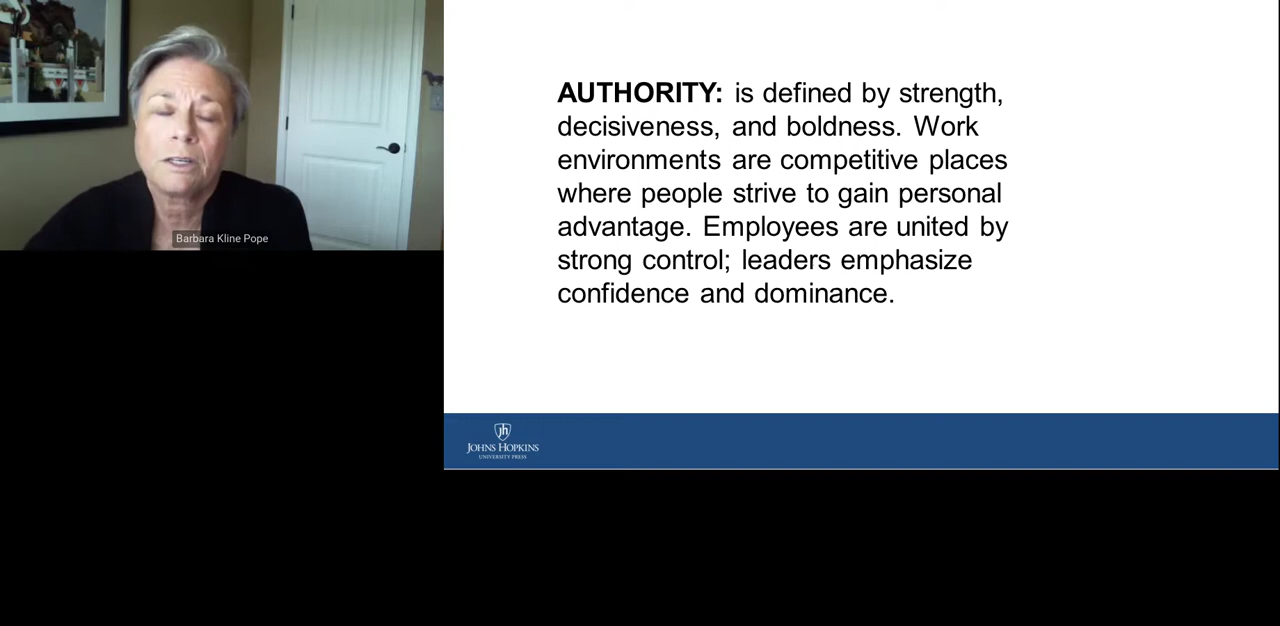 Barbara Kline Pope
AUTHORITY: is defined by strength,
decisiveness, and boldness. Work
environments are competitive places
where people strive to gain personal
advantage. Employees are united by
strong control; leaders emphasize
confidence and dominance.
jh
JOHNS HOPKINS
UNIVERSITY PRESS